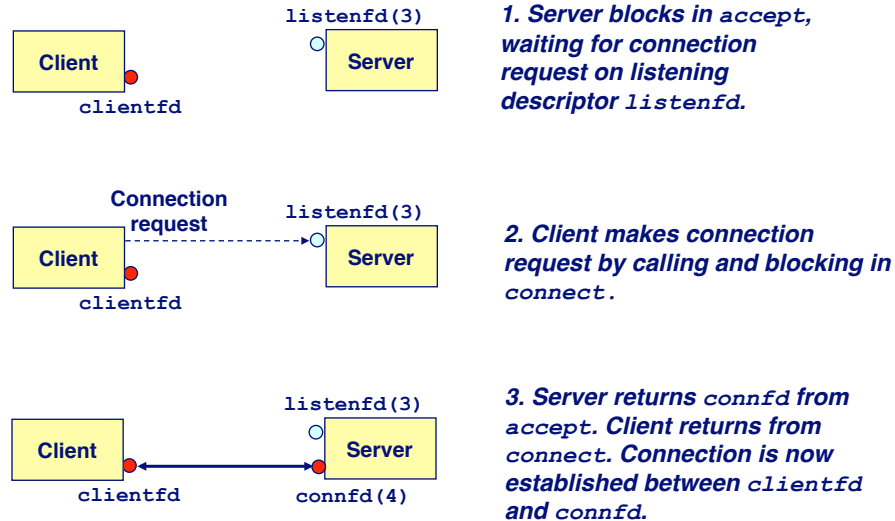 listenfd(3)
Client
Server
clientfd
1. Server blocks in accept,
waiting for connection
request on listening
descriptor listenfd.
Connection
request
listenfd(3)
Client
Server
clientfd
2. Client makes connection
request by calling and blocking in
connect.
listenfd(3)
Client
Server
clientfd
connfd(4)
3. Server returns connfd from
accept. Client returns from
connect. Connection is now
established between clientfd
and connfd.